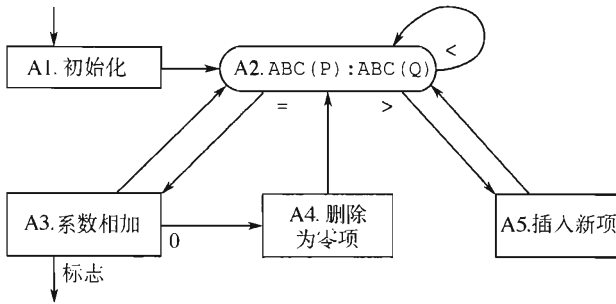 A1. 初始化
A2. ABC(P) : ABC(Q)
<
=
>
A3. 系数相加
0
A4. 删除
为零项
A5. 插入新项
标志